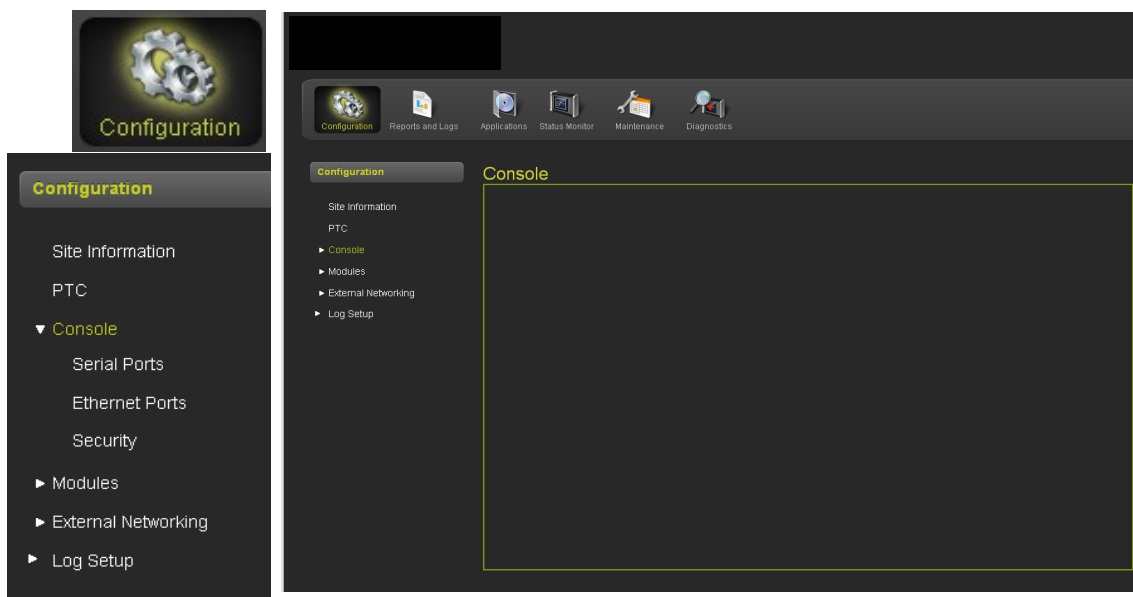 Configuration
Configuration
Site Information
PTC
Console
Serial Ports
Ethernet Ports
Security
Modules
External Networking
Log Setup
Configuration Reports and Logs Applications Status Monitor Maintenance Diagnostics
Configuration
Site Information
PTC
Console
Modules
External Networking
Log Setup
Console